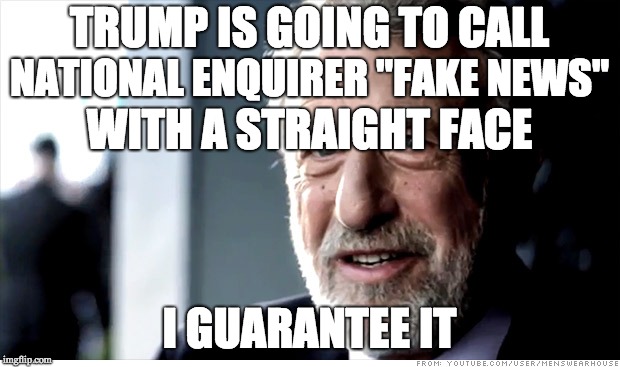 TRUMP IS GOING TO CALL
NATIONAL ENQUIRER "FAKE NEWS"
WITH A STRAIGHT FACE
I GUARANTEE IT
imgflip.com
FROM: YOUTUBE.COM/USER/MENSWEARHOUSE